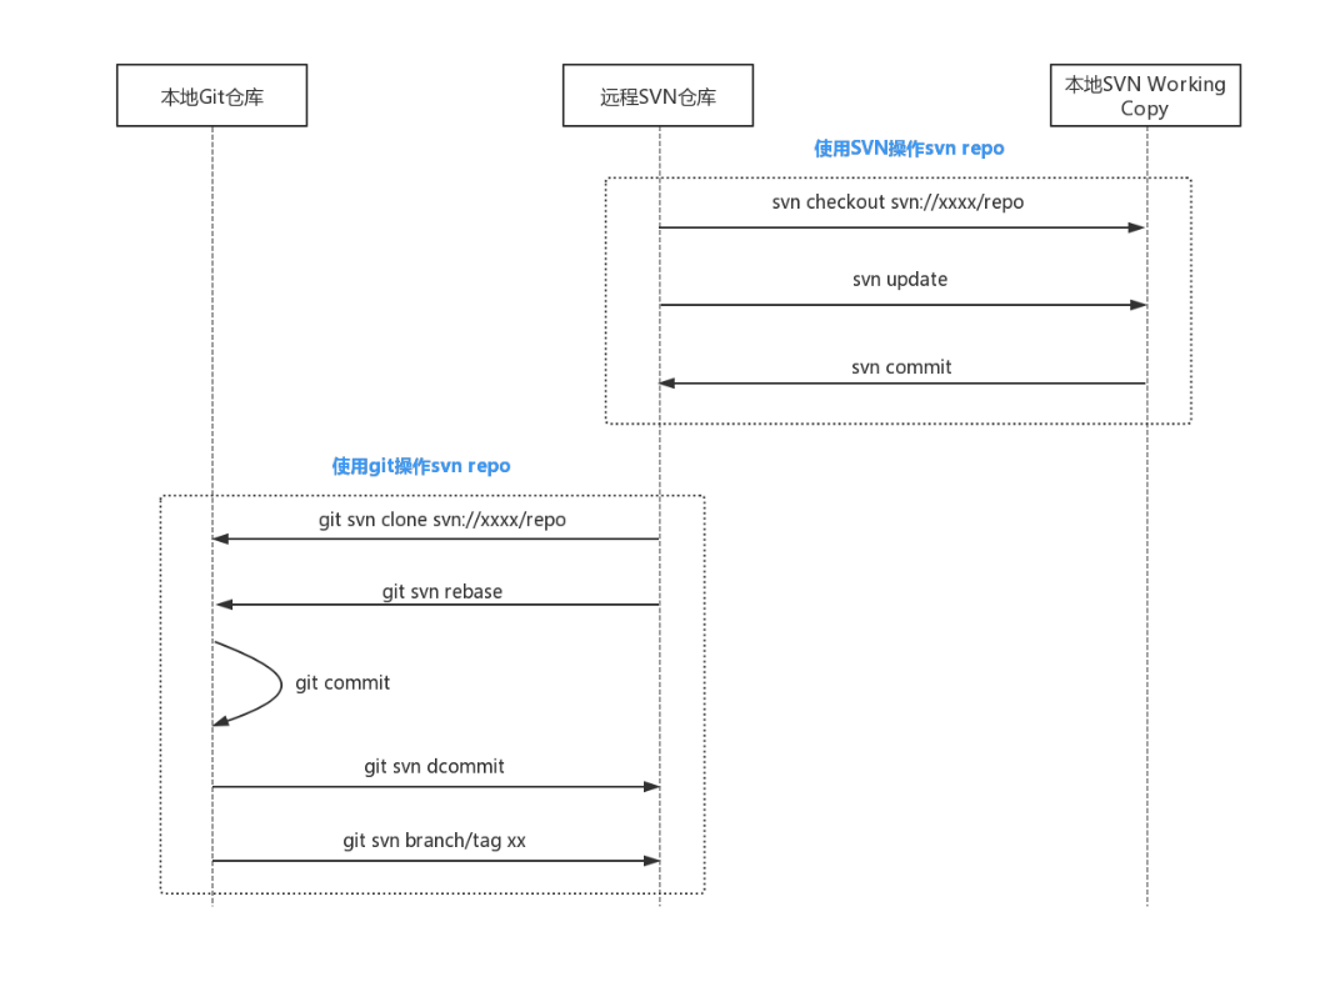 本地Git仓库
远程SVN仓库
本地SVN Working
Copy
使用SVN操作svn repo
svn checkout svn://xxxx/repo
svn update
svn commit
使用git操作svn repo
git svn clone svn://xxxx/repo
git svn rebase
git commit
git svn dcommit
git svn branch/tag xx